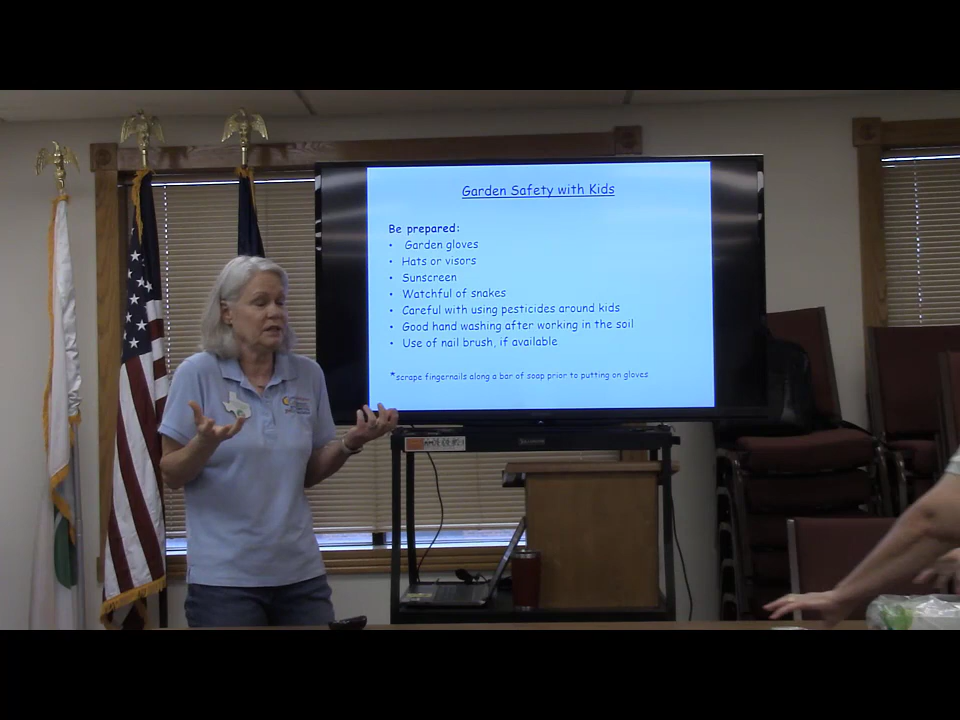 Garden Safety with Kids
Be prepared:
• Garden gloves
• Hats or visors
• Sunscreen
• Watchful of snakes
• Careful with using pesticides around kids
• Good hand washing after working in the soil
• Use of nail brush, if available
*scrape fingernails along a bar of soap prior to putting on gloves